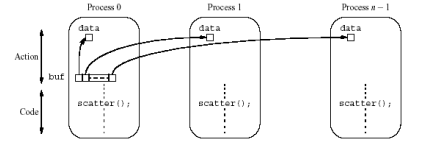 Process 0 Process 1 Process n − 1
data data data
Action
buf
Code
scatter(); scatter(); scatter();